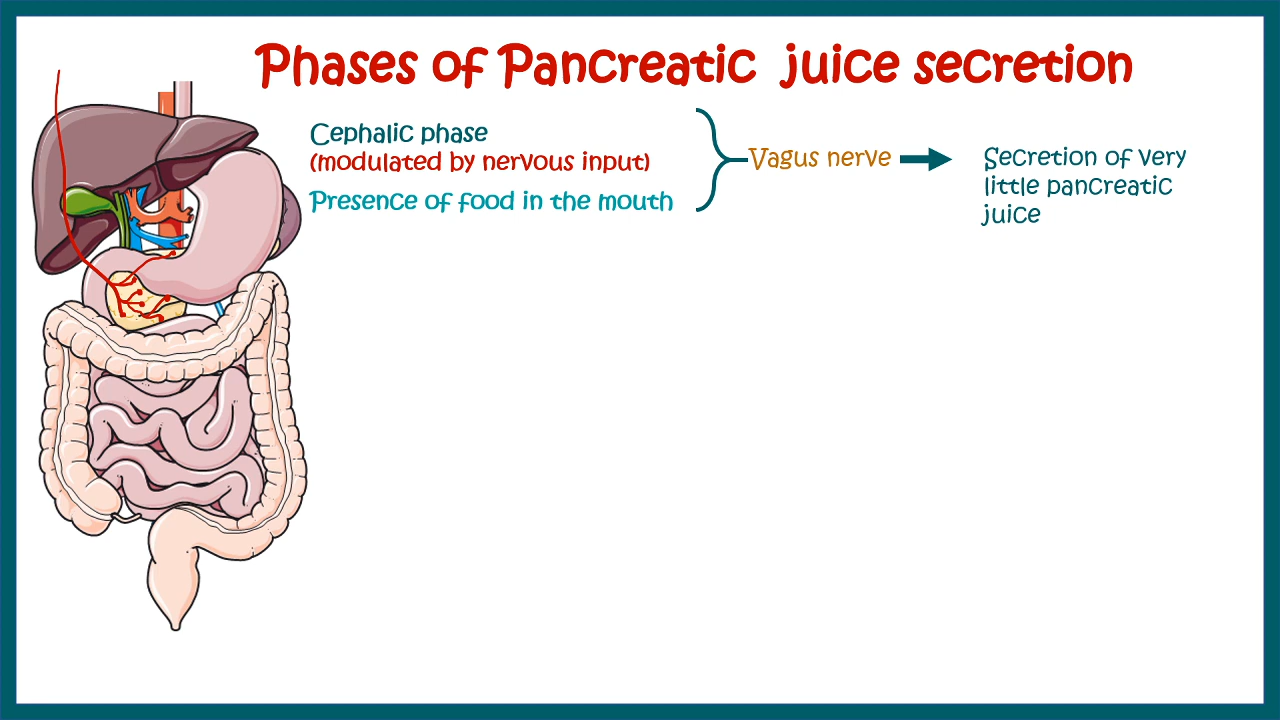 Phases of Pancreatic juice secretion
Cephalic phase
(modulated by nervous input)
Presence of food in the mouth
Vagus nerve
Secretion of very
little pancreatic
juice